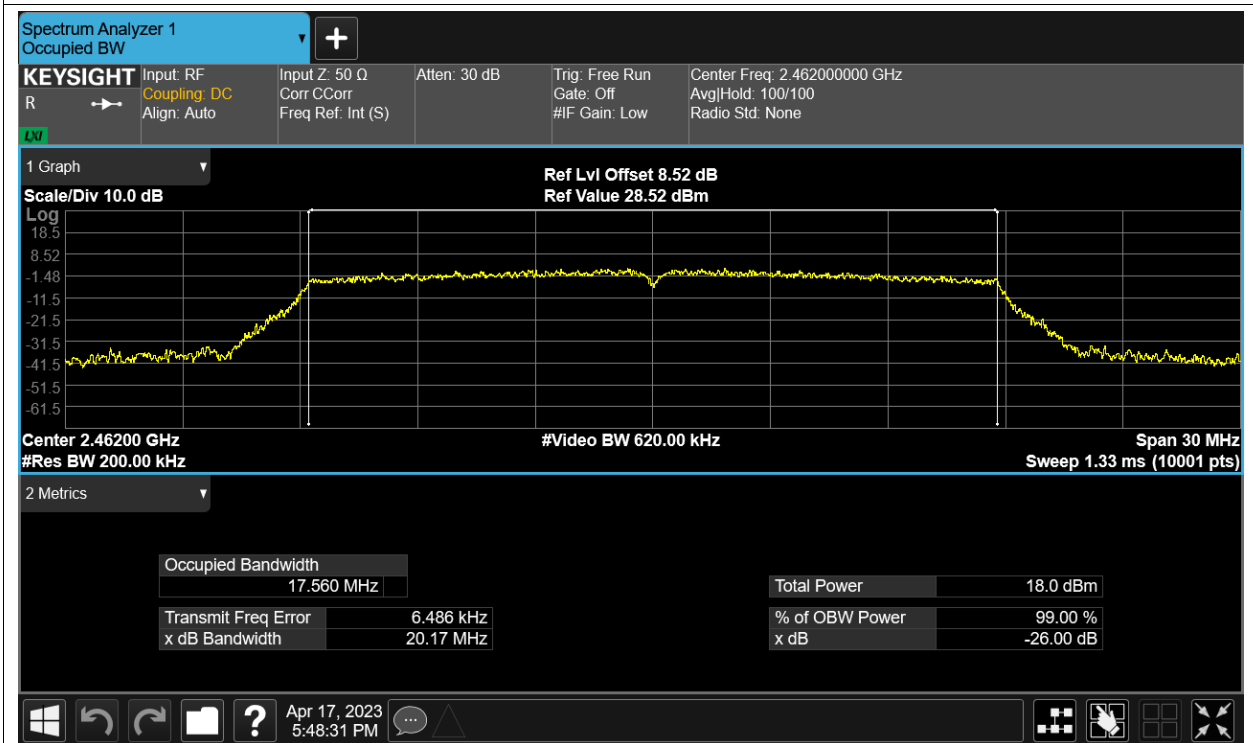 Spectrum Analyzer 1
Occupied BW
KEYSIGHT
R
LXI
Input: RF
Coupling: DC
Align: Auto
Input Z: 50 Ω
Corr CCorr
Freq Ref: Int (S)
Atten: 30 dB
Trig: Free Run
Gate: Off
#IF Gain: Low
Center Freq: 2.462000000 GHz
Avg|Hold: 100/100
Radio Std: None
1 Graph
Scale/Div 10.0 dB
Ref Lvl Offset 8.52 dB
Ref Value 28.52 dBm
Log
18.5
8.52
-1.48
-11.5
-21.5
-31.5
-41.5
-51.5
-61.5
Center 2.46200 GHz
#Res BW 200.00 kHz
#Video BW 620.00 kHz
Span 30 MHz
Sweep 1.33 ms (10001 pts)
2 Metrics
Occupied Bandwidth
17.560 MHz
Transmit Freq Error 6.486 kHz
x dB Bandwidth 20.17 MHz
Total Power 18.0 dBm
% of OBW Power 99.00 %
x dB -26.00 dB
?
Apr 17, 2023
5:48:31 PM